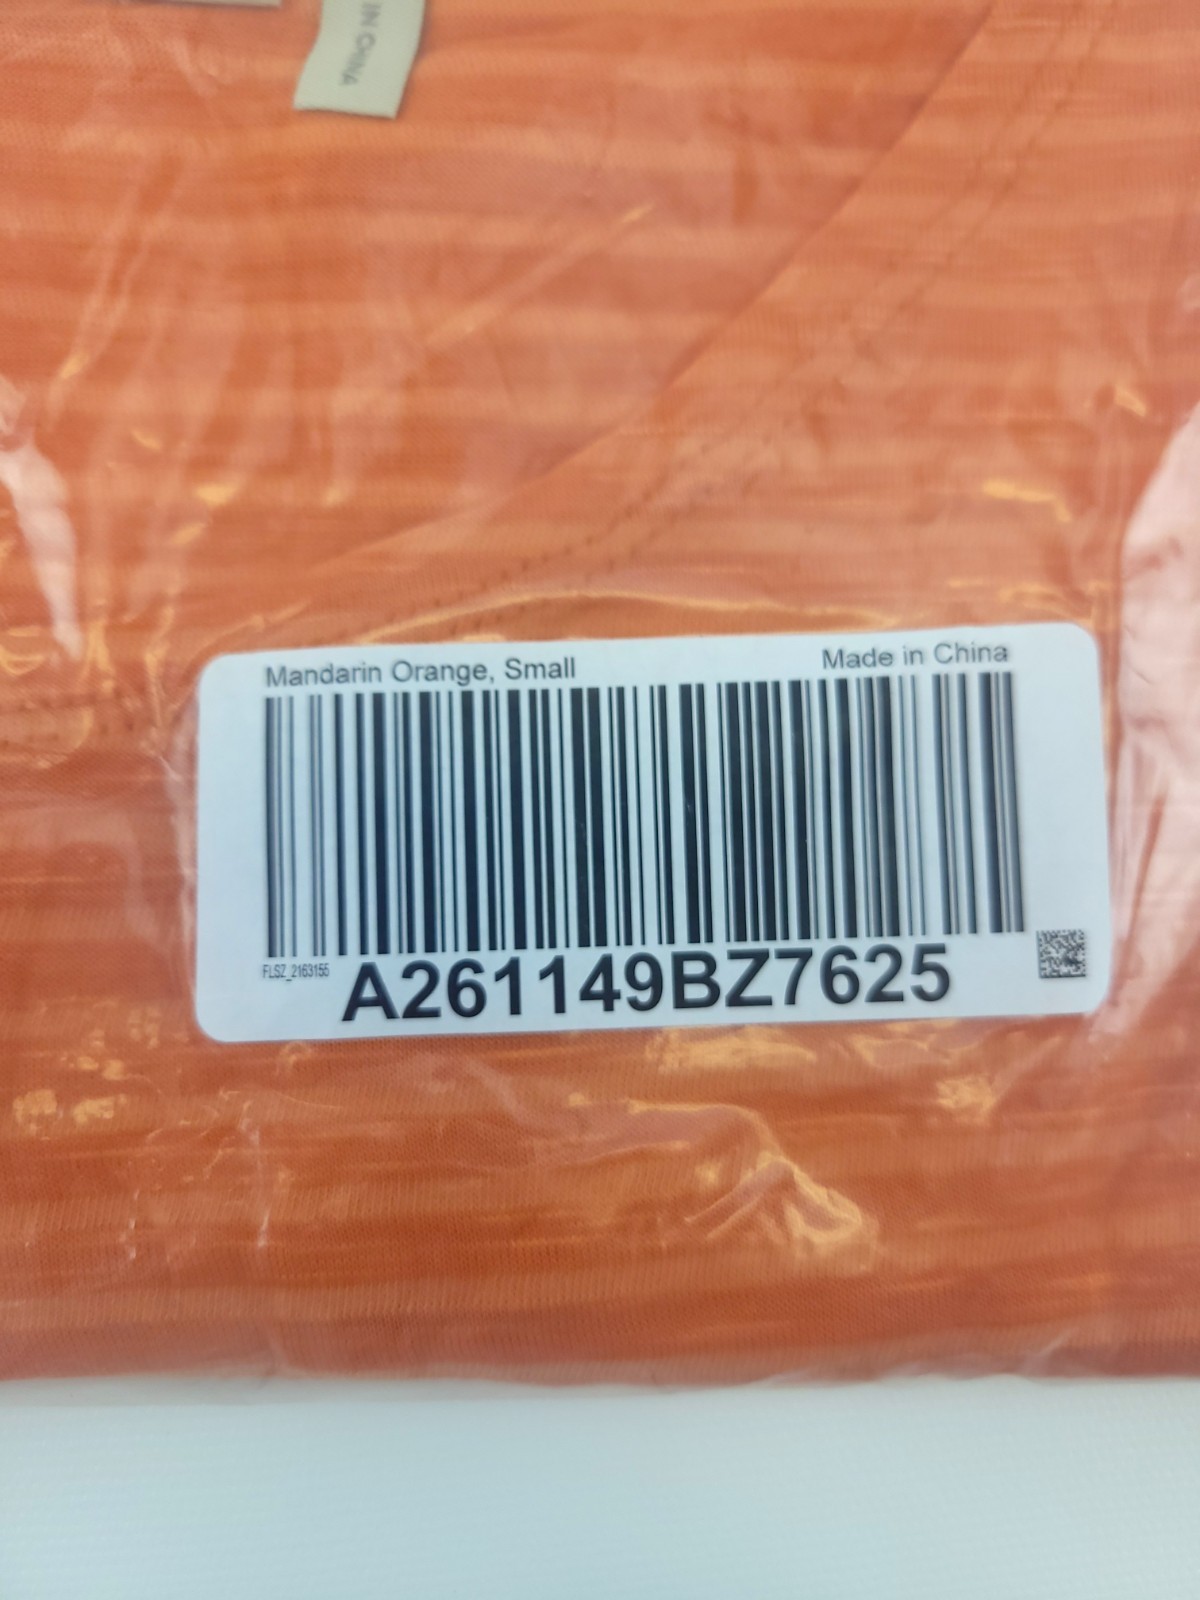 IN CHINA
Mandarin Orange, Small
Made in China
FLSZ_2163155
A261149BZ7625